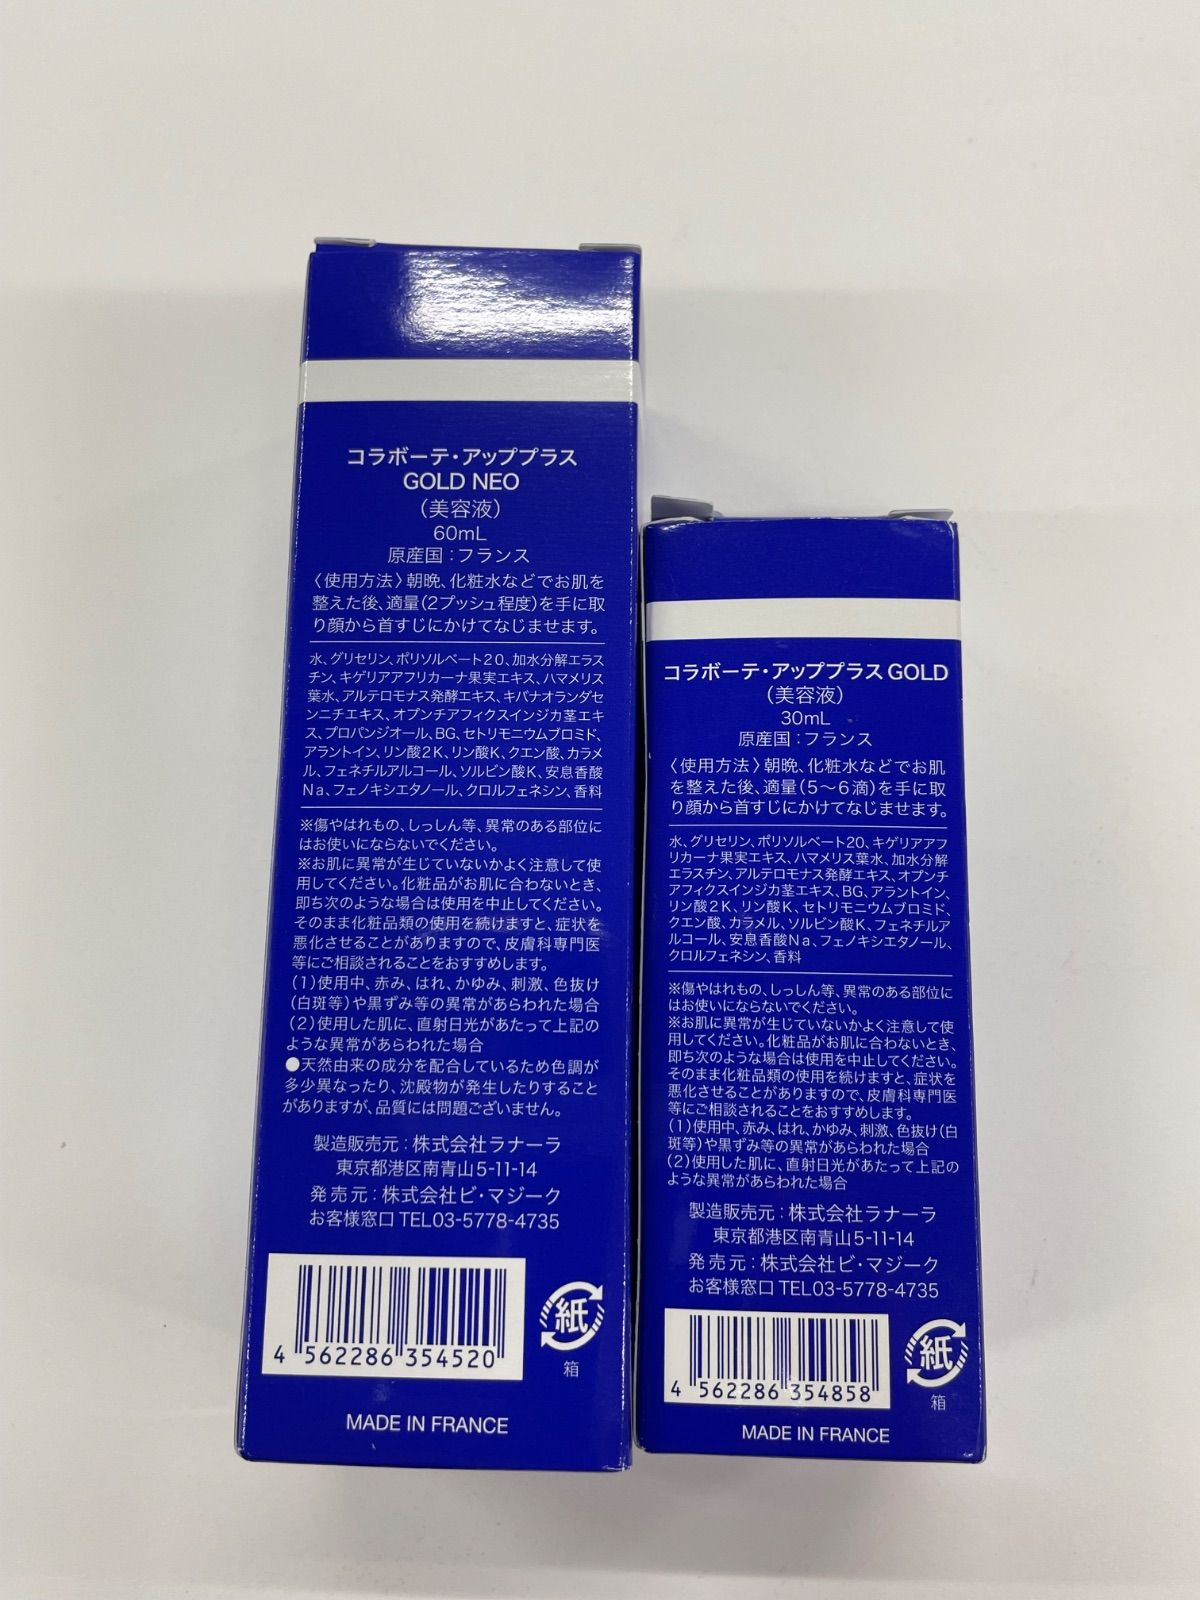 コラボーテ・アッププラス
GOLD NEO
（美容液）
60mL
原産国：フランス
〈使用方法〉朝晩、化粧水などでお肌を
整えた後、適量（2プッシュ程度）を手に取
り顔から首すじにかけてなじませます。
水、グリセリン、ポリソルベート20、加水分解エラス
チン、キゲリアアフリカーナ果実エキス、ハマメリス
葉水、アルテロモナス発酵エキス、キバナオランダセ
ンニチエキス、オプンチアフィクスインジカ茎エキ
ス、プロパンジオール、BG、セトリモニウムブロミド、
アラントイン、リン酸2K、リン酸K、クエン酸、カラメ
ル、フェネチルアルコール、ソルビン酸K、安息香酸
Na、フェノキシエタノール、クロルフェネシン、香料
※傷やはれもの、しっしん等、異常のある部位に
はお使いにならないでください。
※お肌に異常が生じていないかよく注意して使
用してください。化粧品がお肌に合わないとき、
即ち次のような場合は使用を中止してください。
そのまま化粧品類の使用を続けますと、症状を
悪化させることがありますので、皮膚科専門医
等にご相談されることをおすすめします。
（1）使用中、赤み、はれ、かゆみ、刺激、色抜け
（白斑等）や黒ずみ等の異常があらわれた場合
（2）使用した肌に、直射日光があたって上記の
ような異常があらわれた場合
●天然由来の成分を配合しているため色調が
多少異なったり、沈殿物が発生したりすること
がありますが、品質には問題ございません。
製造販売元：株式会社ラナーラ
東京都港区南青山5-11-14
発売元：株式会社ビ・マジーク
お客様窓口 TEL03-5778-4735
4 562286 354520
紙
箱
MADE IN FRANCE
コラボーテ・アッププラス GOLD
（美容液）
30mL
原産国：フランス
〈使用方法〉朝晩、化粧水などでお肌
を整えた後、適量（5〜6滴）を手に取
り顔から首すじにかけてなじませます。
水、グリセリン、ポリソルベート20、キゲリアアフ
リカーナ果実エキス、ハマメリス葉水、加水分解
エラスチン、アルテロモナス発酵エキス、オプンチ
アフィクスインジカ茎エキス、BG、アラントイン、
リン酸2K、リン酸K、セトリモニウムブロミド、
クエン酸、カラメル、ソルビン酸K、フェネチルア
ルコール、安息香酸Na、フェノキシエタノール、
クロルフェネシン、香料
※傷やはれもの、しっしん等、異常のある部位に
はお使いにならないでください。
※お肌に異常が生じていないかよく注意して使
用してください。化粧品がお肌に合わないとき、
即ち次のような場合は使用を中止してください。
そのまま化粧品類の使用を続けますと、症状を
悪化させることがありますので、皮膚科専門医
等にご相談されることをおすすめします。
（1）使用中、赤み、はれ、かゆみ、刺激、色抜け（白
斑等）や黒ずみ等の異常があらわれた場合
（2）使用した肌に、直射日光があたって上記の
ような異常があらわれた場合
製造販売元：株式会社ラナーラ
東京都港区南青山5-11-14
発売元：株式会社ビ・マジーク
お客様窓口 TEL03-5778-4735
4 562286 354858
紙
箱
MADE IN FRANCE